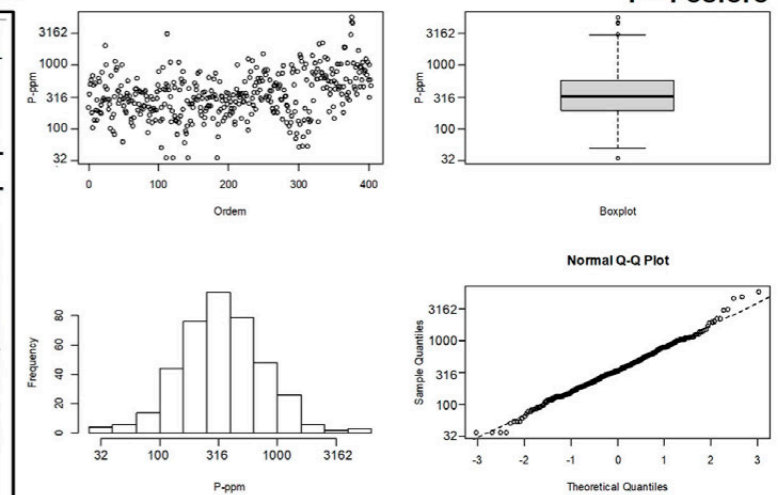 3162
1000
316
100
32
P-ppm
0 100 200 300 400
Ordem
3162
1000
316
100
32
P-ppm
Boxplot
80
60
40
20
0
Frequency
32 100 316 1000 3162
P-ppm
Normal Q-Q Plot
3162
1000
316
100
32
Sample Quantiles
-3 -2 -1 0 1 2 3
Theoretical Quantiles